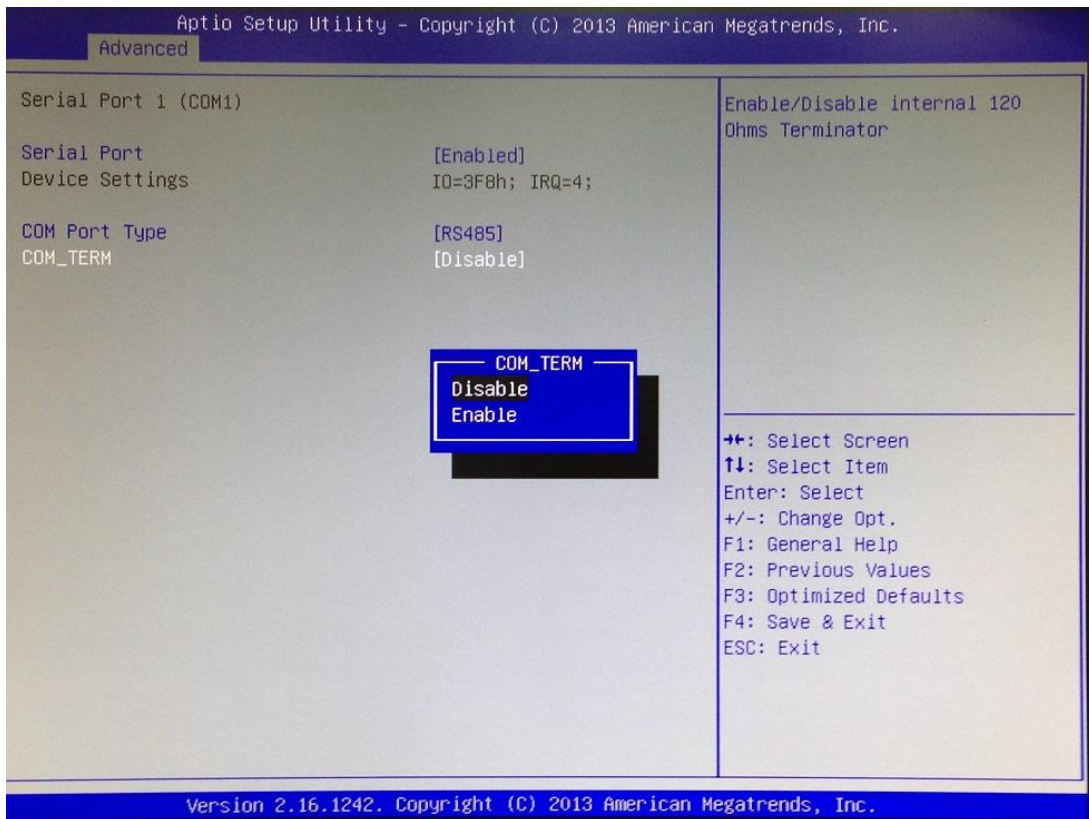 Aptio Setup Utility – Copyright (C) 2013 American Megatrends, Inc.
Advanced
Serial Port 1 (COM1)
Serial Port [Enabled]
Device Settings IO=3F8h; IRQ=4;
COM Port Type [RS485]
COM_TERM [Disable]
COM_TERM
Disable
Enable
Enable/Disable internal 120
Ohms Terminator
→←: Select Screen
↑↓: Select Item
Enter: Select
+/-: Change Opt.
F1: General Help
F2: Previous Values
F3: Optimized Defaults
F4: Save & Exit
ESC: Exit
Version 2.16.1242. Copyright (C) 2013 American Megatrends, Inc.